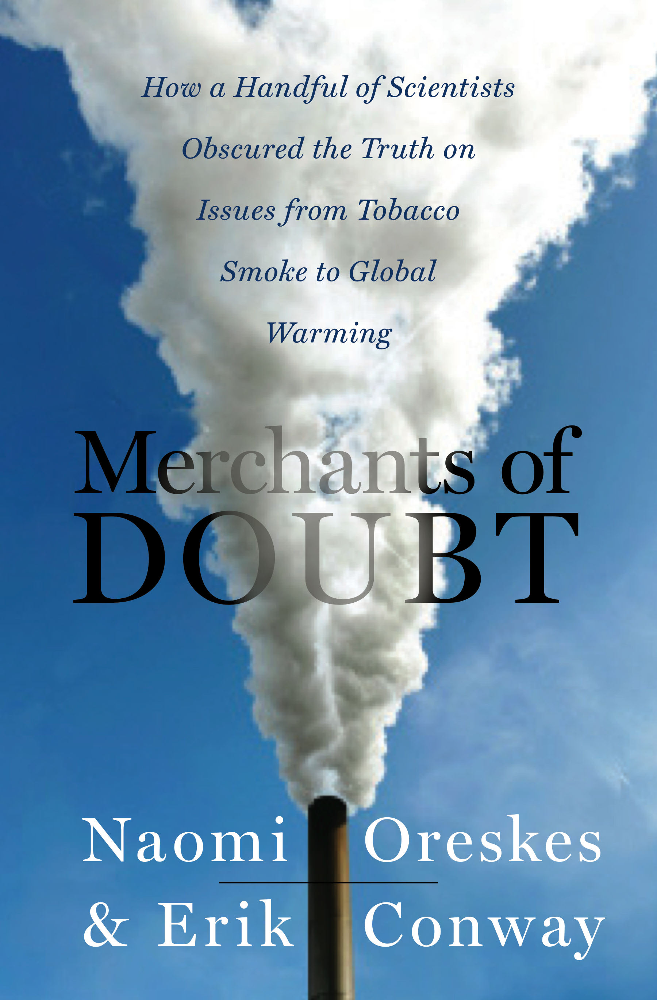 How a Handful of Scientists
Obscured the Truth on
Issues from Tobacco
Smoke to Global
Warming
Merchants of
DOUBT
Naomi Oreskes
& Erik Conway